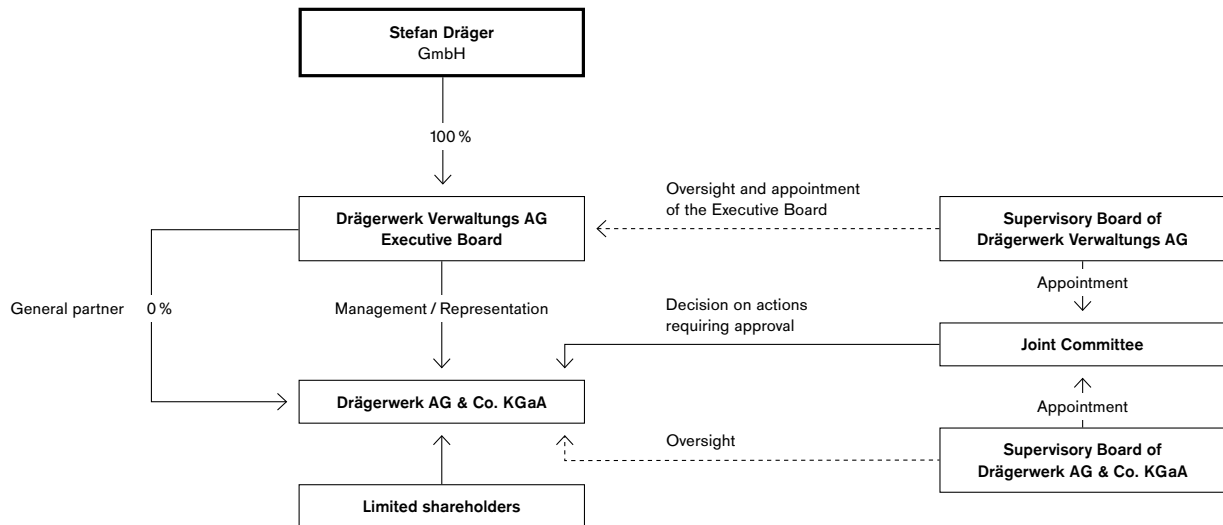 Stefan Dräger
GmbH
100 %
Drägerwerk Verwaltungs AG
Executive Board
Oversight and appointment
of the Executive Board
Supervisory Board of
Drägerwerk Verwaltungs AG
Appointment
General partner 0 %
Management / Representation
Decision on actions
requiring approval
Joint Committee
Drägerwerk AG & Co. KGaA
Appointment
Oversight
Supervisory Board of
Drägerwerk AG & Co. KGaA
Limited shareholders